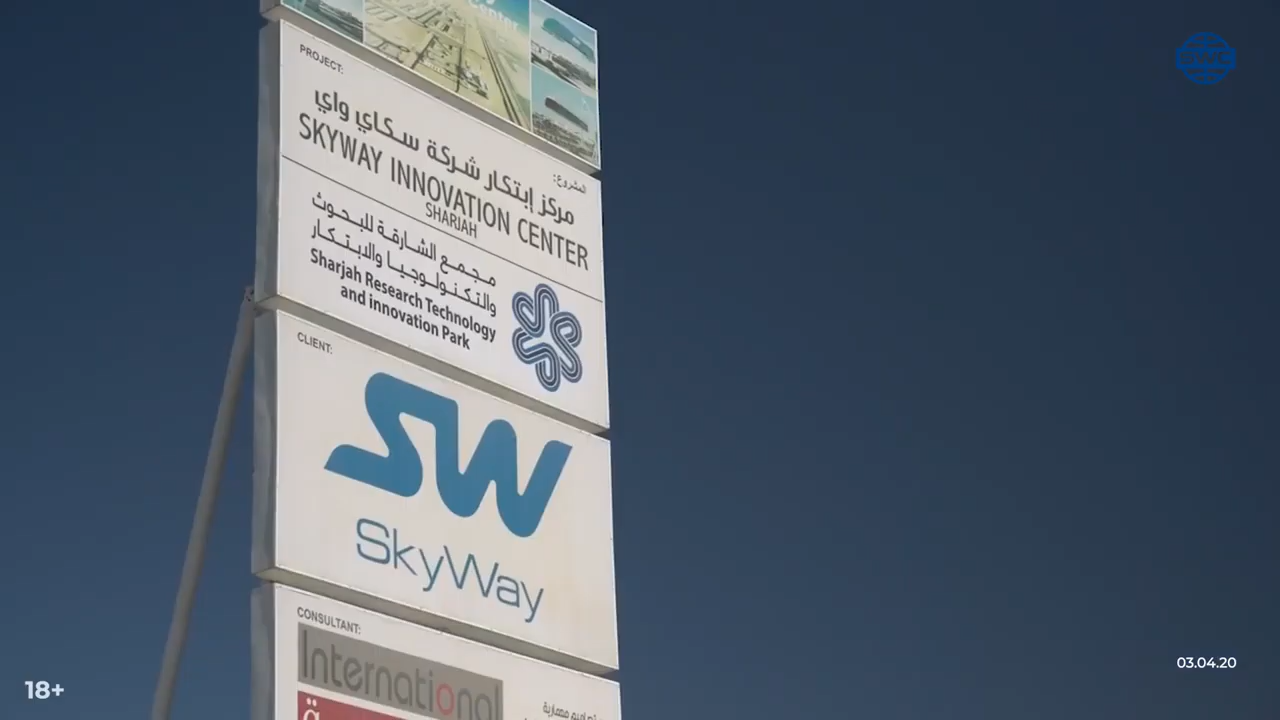 Center
PROJECT:
المشروع:
مركز إبتكار شركة سكاي واي
SKYWAY INNOVATION CENTER
SHARJAH
مجمع الشارقة للبحوث
والتكنولوجيا والابتكار
Sharjah Research Technology
and innovation Park
CLIENT:
SW
SkyWay
CONSULTANT:
International
18+
03.04.20